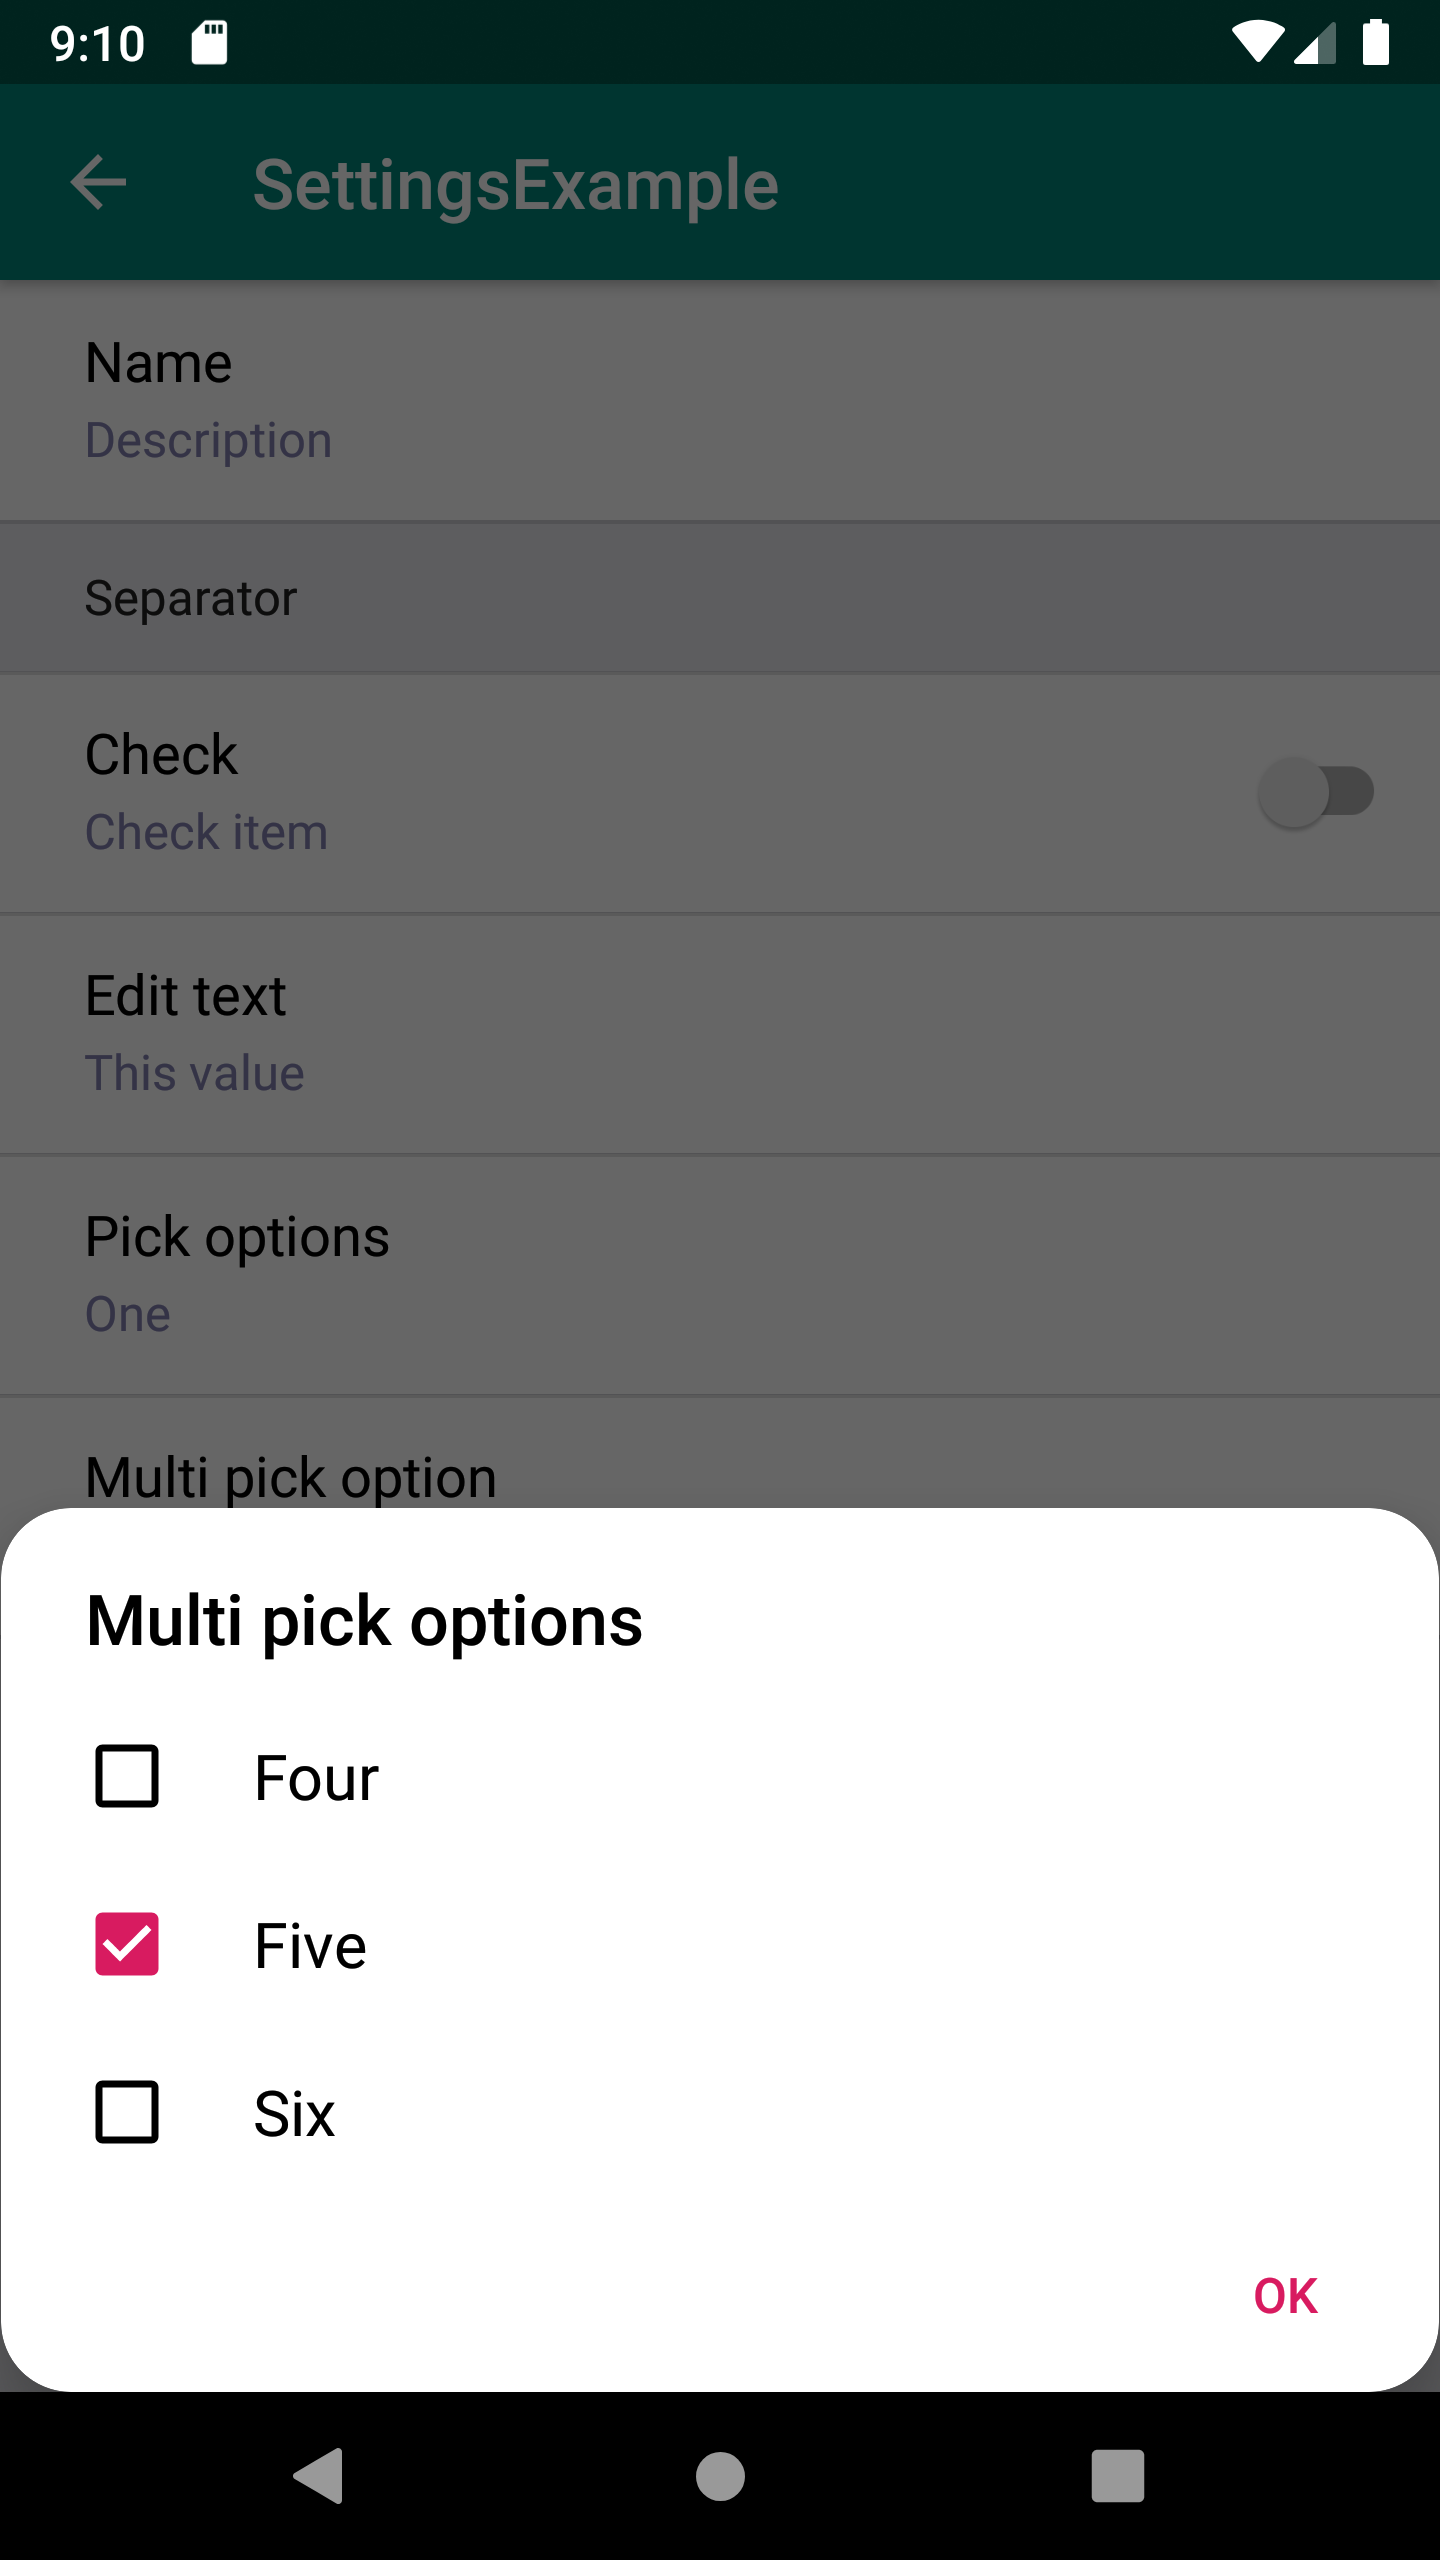 9:10
SettingsExample
Name
Description
Separator
Check
Check item
Edit text
This value
Pick options
One
Multi pick option
Multi pick options
Four
Five
Six
OK